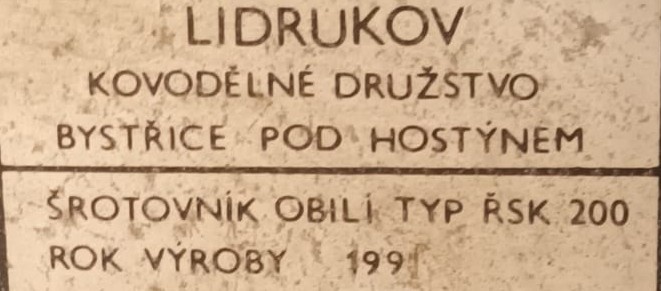 LIDRUKOV
KOVODĚLNÉ DRUŽSTVO
BYSTŘICE POD HOSTÝNEM
ŠROTOVNÍK OBILÍ TYP ŘSK 200
ROK VÝROBY